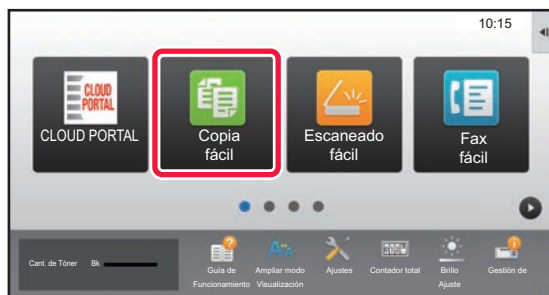 10:15
CLOUD
PORTAL
CLOUD PORTAL
Copia
fácil
Escaneado
fácil
Fax
fácil
Cant. de Tóner Bk
Guía de
Funcionamiento
Ampliar modo
Visualización
Ajustes
Contador total
Brillo
Ajuste
Gestión de